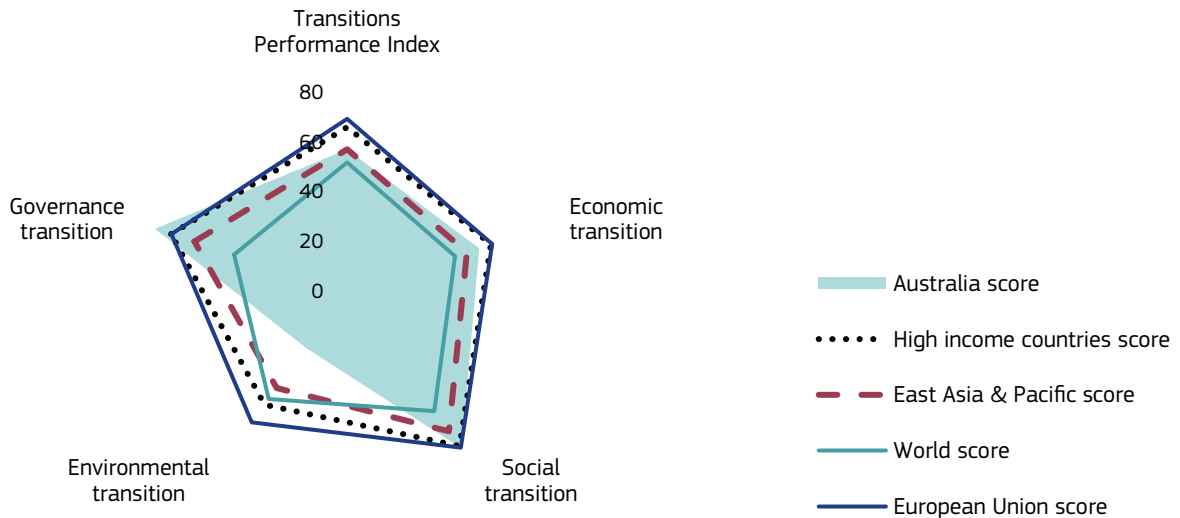 Transitions
Performance Index
80
60
40
20
0
Governance
transition
Economic
transition
Environmental
transition
Social
transition
Australia score
High income countries score
East Asia & Pacific score
World score
European Union score